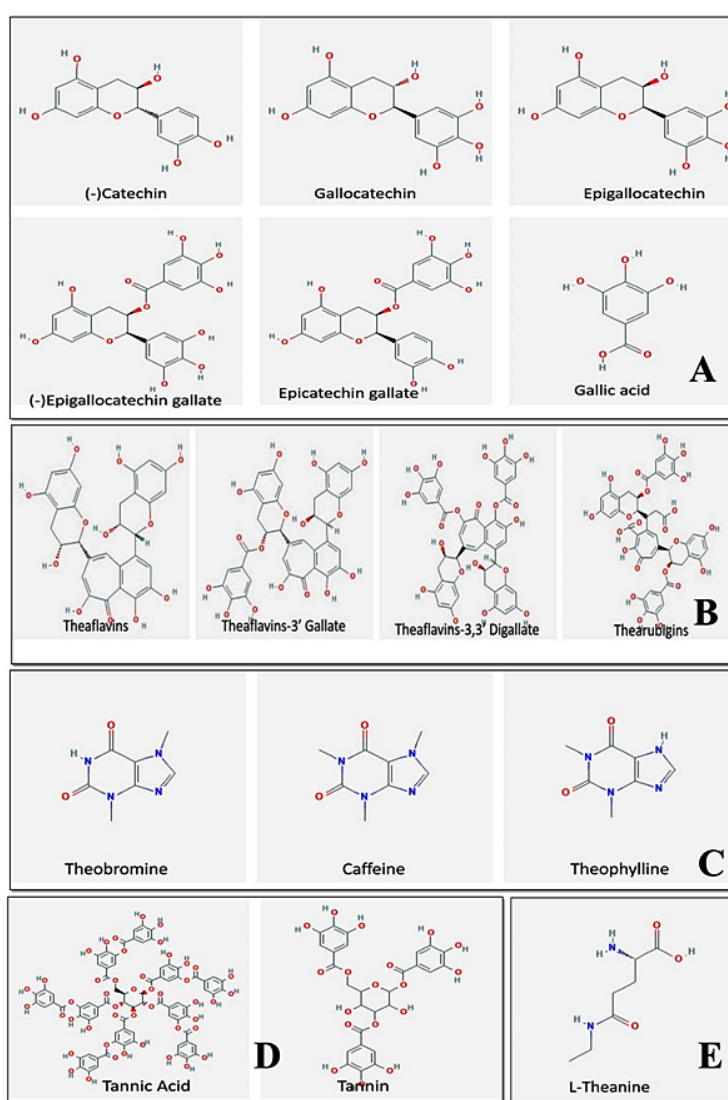 (-)Catechin
Gallocatechin
Epigallocatechin
(-)Epigallocatechin gallate
Epicatechin gallate
Gallic acid
A
Theaflavins
Theaflavins-3' Gallate
Theaflavins-3,3' Digallate
Thearubigins
B
Theobromine
Caffeine
Theophylline
C
Tannic Acid
D
Tannin
L-Theanine
E